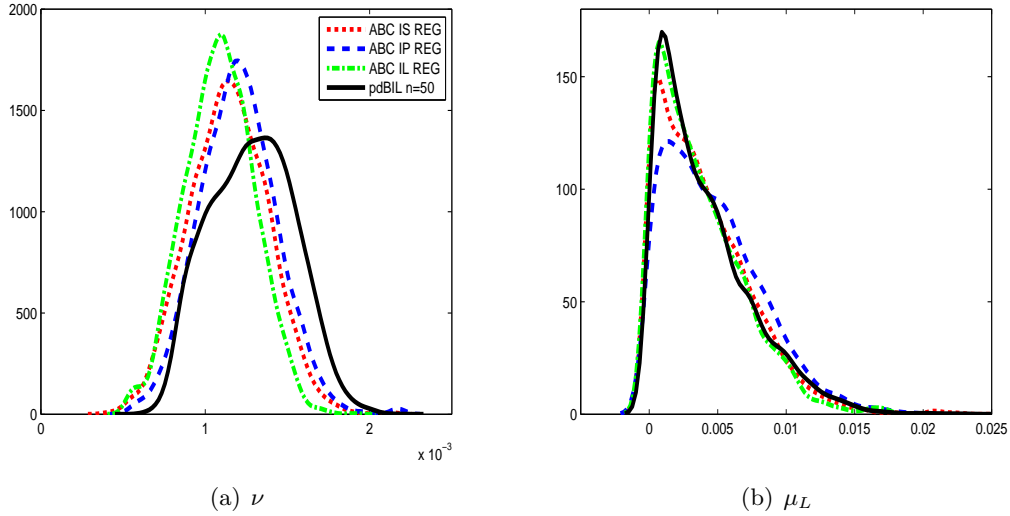 2000
1800
1500
1000
500
0
0
1
2
x 10⁻³
ABC IS REG
ABC IP REG
ABC IL REG
pdBIL n=50
(a) ν
150
100
50
0
0
0.005
0.01
0.015
0.02
0.025
(b) μ_L